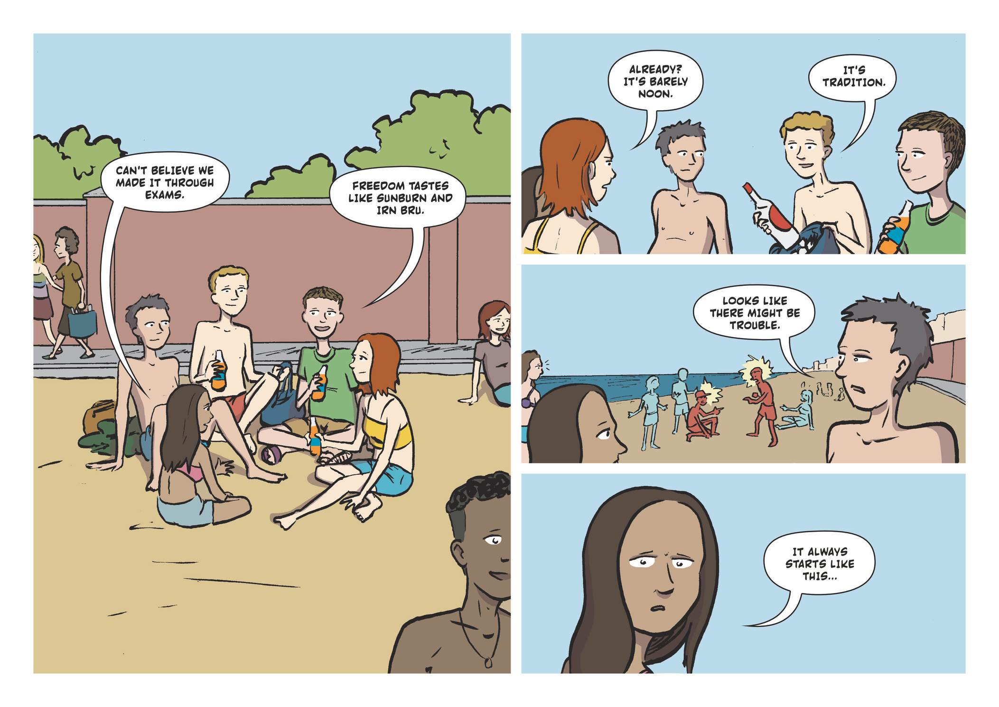 CAN'T BELIEVE WE
MADE IT THROUGH
EXAMS.
FREEDOM TASTES
LIKE SUNBURN AND
IRN BRU.
ALREADY?
IT'S BARELY
NOON.
IT'S
TRADITION.
LOOKS LIKE
THERE MIGHT BE
TROUBLE.
IT ALWAYS
STARTS LIKE
THIS...